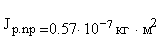 J р.пр = 0.57· 10⁻⁷ кг · м²